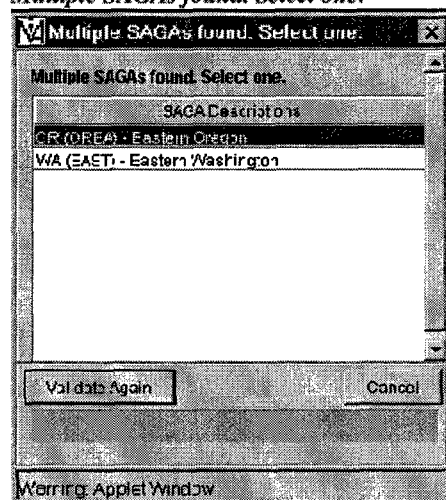 Multiple SAGAs found. Select one.
Multiple SAGAs found. Select one.
Multiple SAGAs found. Select one.
SAGA Descriptions
OR (OREA) - Eastern Oregon
WA (EAST) - Eastern Washington
Validate Again
Cancel
Warning: Applet Window